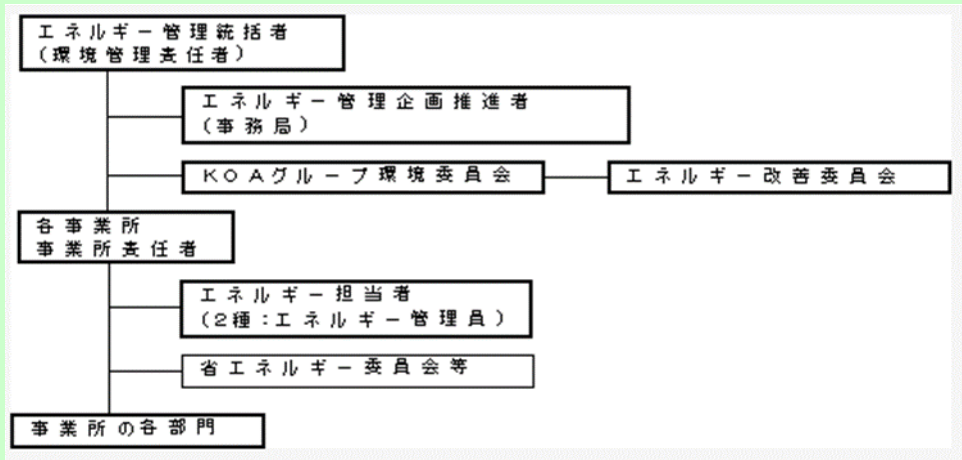 エネルギー管理統括者
(環境管理責任者)
エネルギー管理企画推進者
(事務局)
KOAグループ環境委員会
エネルギー改善委員会
各事業所
事業所責任者
エネルギー担当者
(2種:エネルギー管理員)
省エネルギー委員会等
事業所の各部門